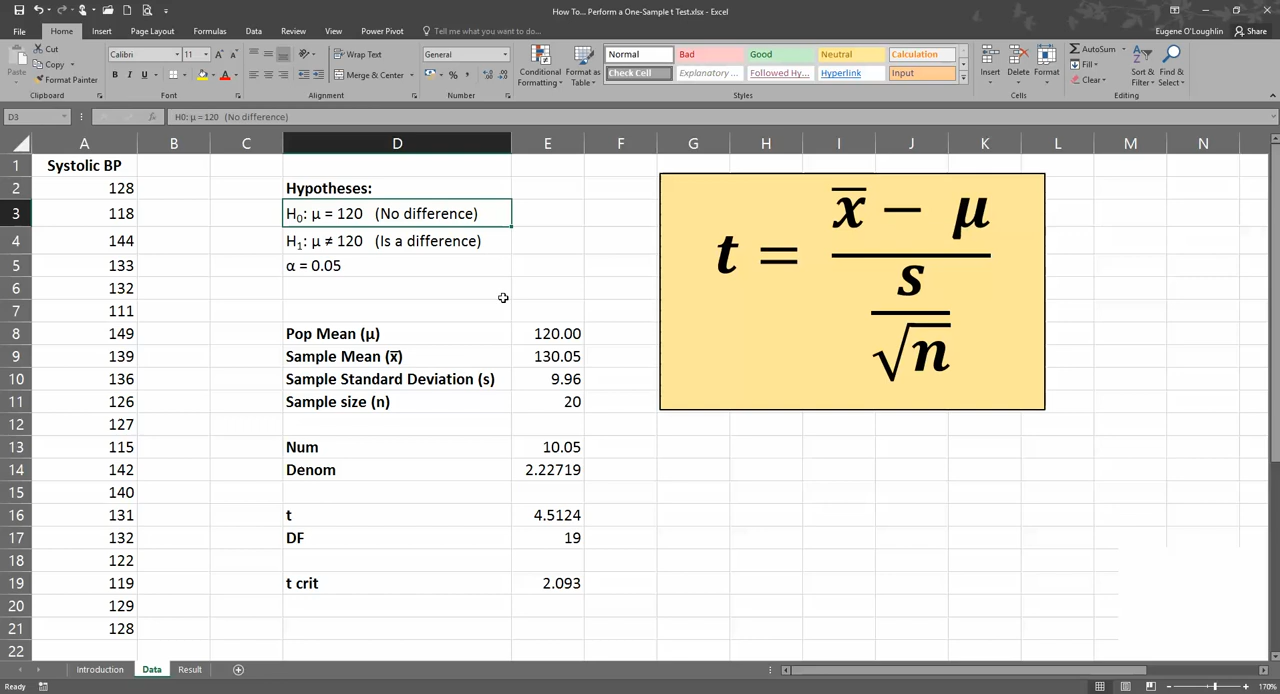 How To... Perform a One-Sample t Test.xlsx - Excel
Eugene O'Loughlin
Share
File Home Insert Page Layout Formulas Data Review View Power Pivot Tell me what you want to do...
Paste
Cut
Copy
Format Painter
Clipboard
Calibri 11
B I U
Font
Wrap Text
Merge & Center
Alignment
General
% ,
Number
Conditional Formatting
Format as Table
Normal Bad Good Neutral Calculation
Check Cell Explanatory ... Followed Hy... Hyperlink Input
Styles
Insert Delete Format
Cells
AutoSum
Fill
Clear
Sort & Filter
Find & Select
Editing
D3
fx
H0: μ = 120 (No difference)
A B C D E F G H I J K L M N
1 Systolic BP
2 128 Hypotheses:
3 118 H0: μ = 120 (No difference)
4 144 H1: μ ≠ 120 (Is a difference)
5 133 α = 0.05
6 132
7 111
8 149 Pop Mean (μ) 120.00
9 139 Sample Mean (x̅) 130.05
10 136 Sample Standard Deviation (s) 9.96
11 126 Sample size (n) 20
12 127
13 115 Num 10.05
14 142 Denom 2.22719
15 140
16 131 t 4.5124
17 132 DF 19
18 122
19 119 t crit 2.093
20 129
21 128
22
x̅ − μ
t =
s
√n
Introduction Data Result
Ready
170%